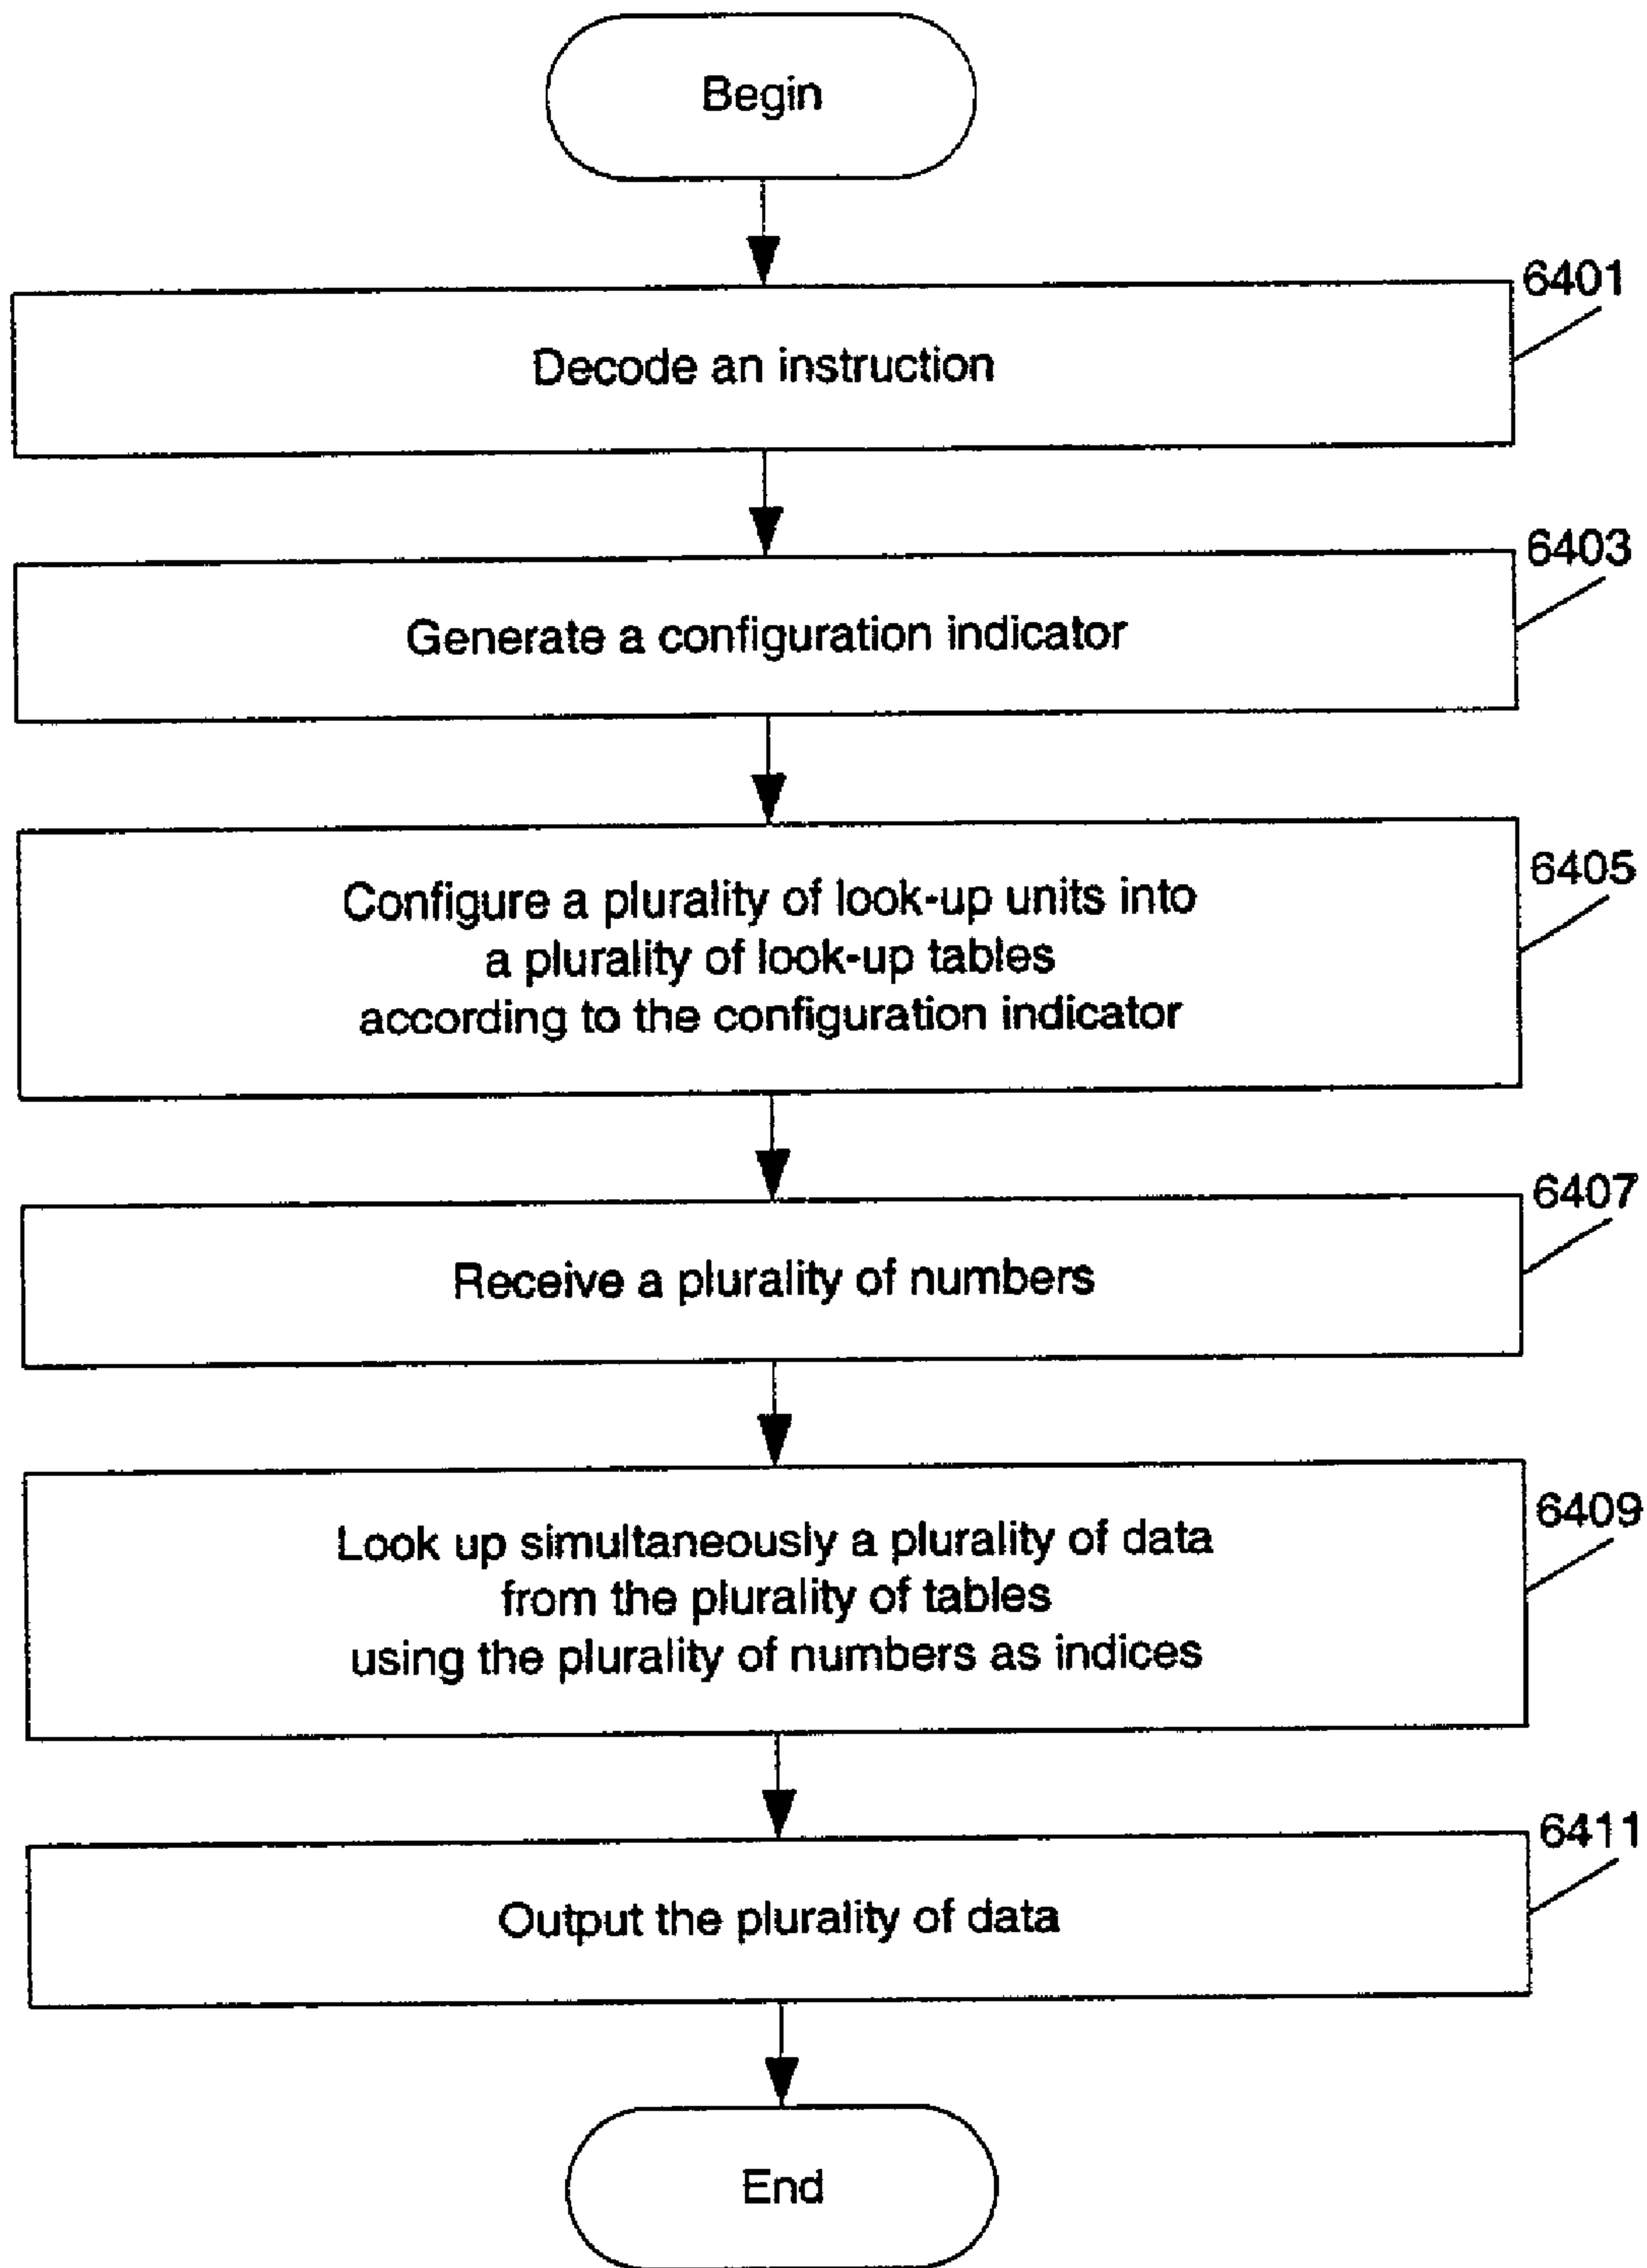 Begin
6401
Decode an instruction
6403
Generate a configuration indicator
6405
Configure a plurality of look-up units into
a plurality of look-up tables
according to the configuration indicator
6407
Receive a plurality of numbers
6409
Look up simultaneously a plurality of data
from the plurality of tables
using the plurality of numbers as indices
6411
Output the plurality of data
End